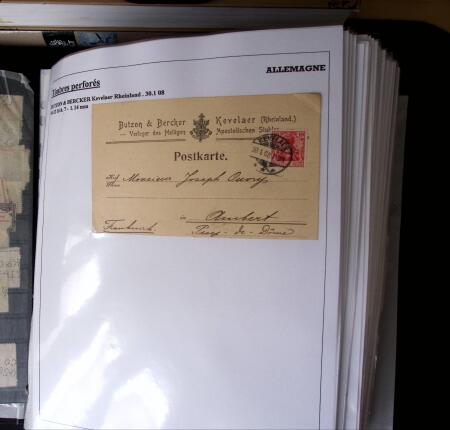 Timbres perforés
ALLEMAGNE
BUTZON & BERCKER Kevelaer Rheinland . 30.1 08
Butzon & Bercker Kevelaer (Rheinland.)
Verleger des Heiligen Apostolischen Stuhles
Postkarte.
Monsieur Joseph
in Ambert
Frankreich Puy-de-Dôme